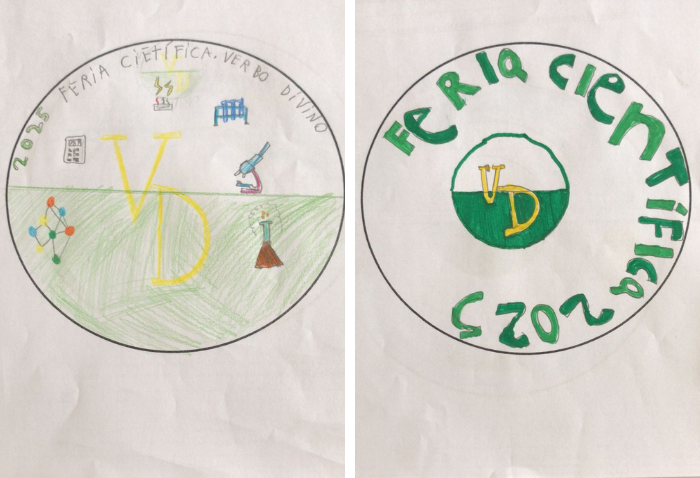 2025 FERIA CIETÍFICA. VERBO DIVINO
VD
FeRIa CIenTÍFICa 2025
VD